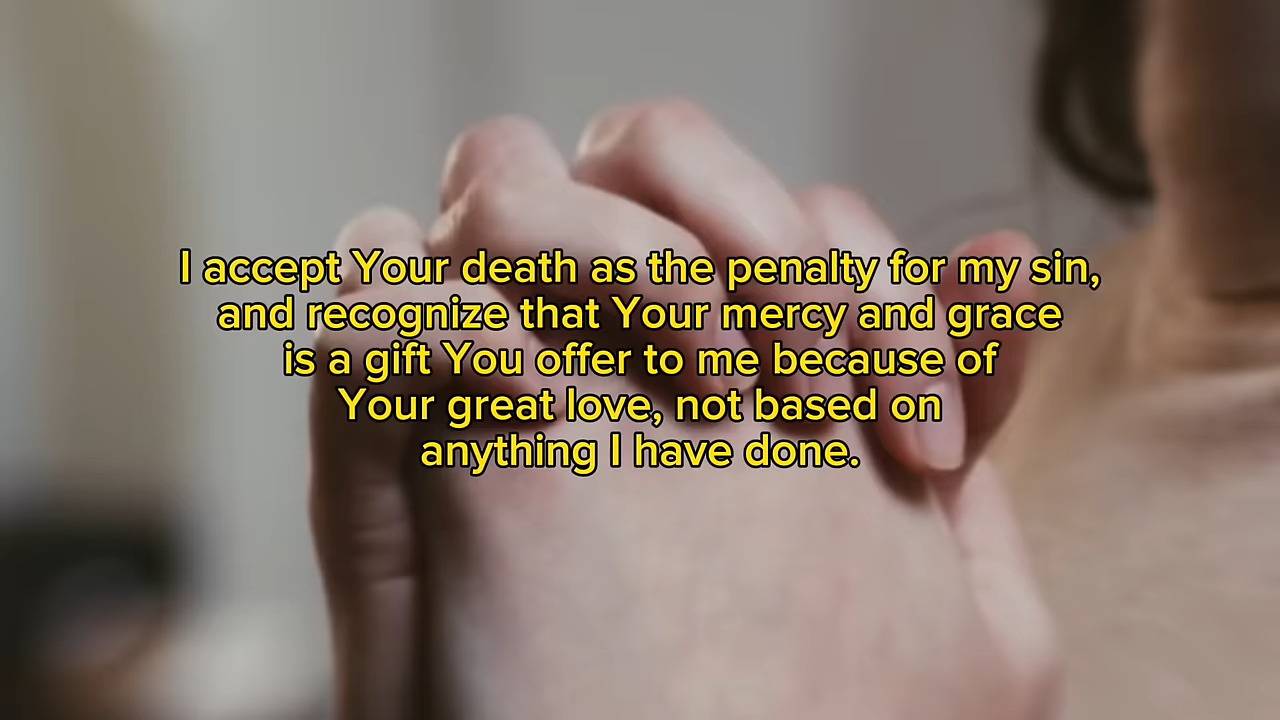 I accept Your death as the penalty for my sin,
and recognize that Your mercy and grace
is a gift You offer to me because of
Your great love, not based on
anything I have done.